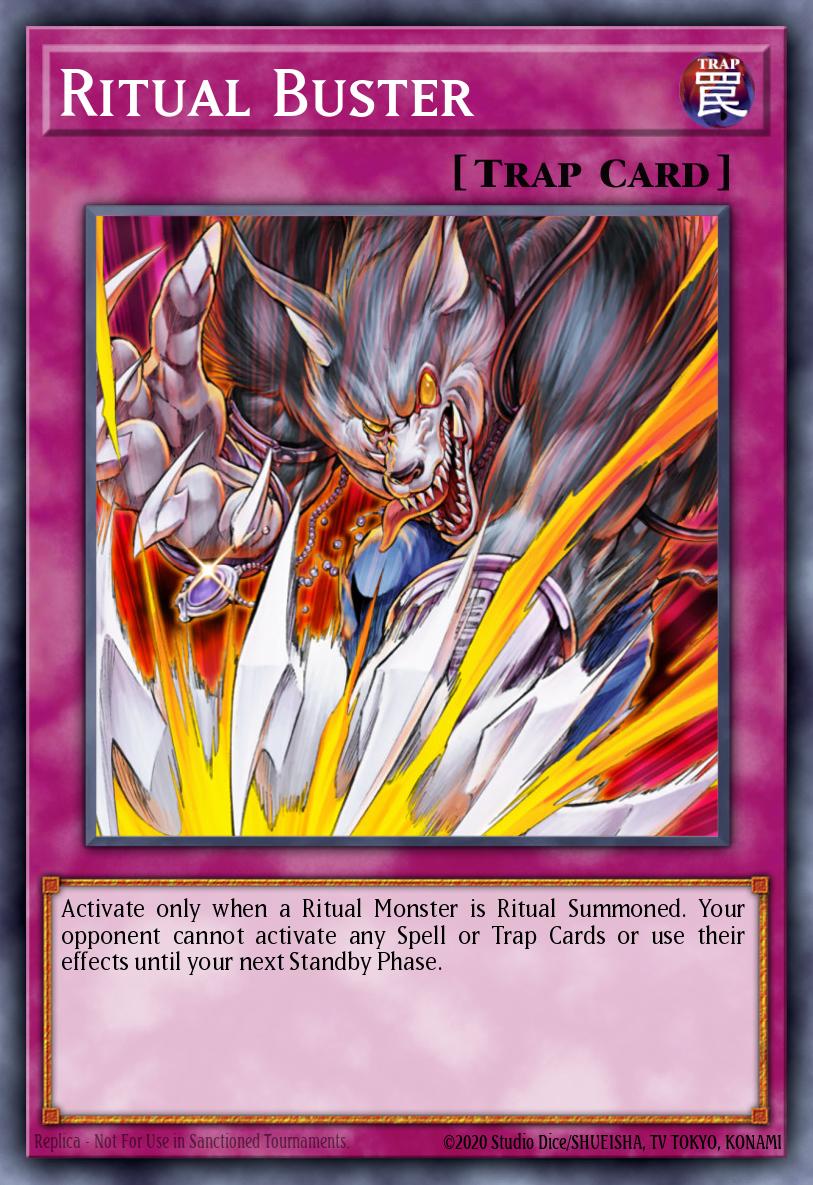 Ritual Buster
TRAP
罠
[Trap Card]
Activate only when a Ritual Monster is Ritual Summoned. Your
opponent cannot activate any Spell or Trap Cards or use their
effects until your next Standby Phase.
Replica - Not For Use in Sanctioned Tournaments.
©2020 Studio Dice/SHUEISHA, TV TOKYO, KONAMI